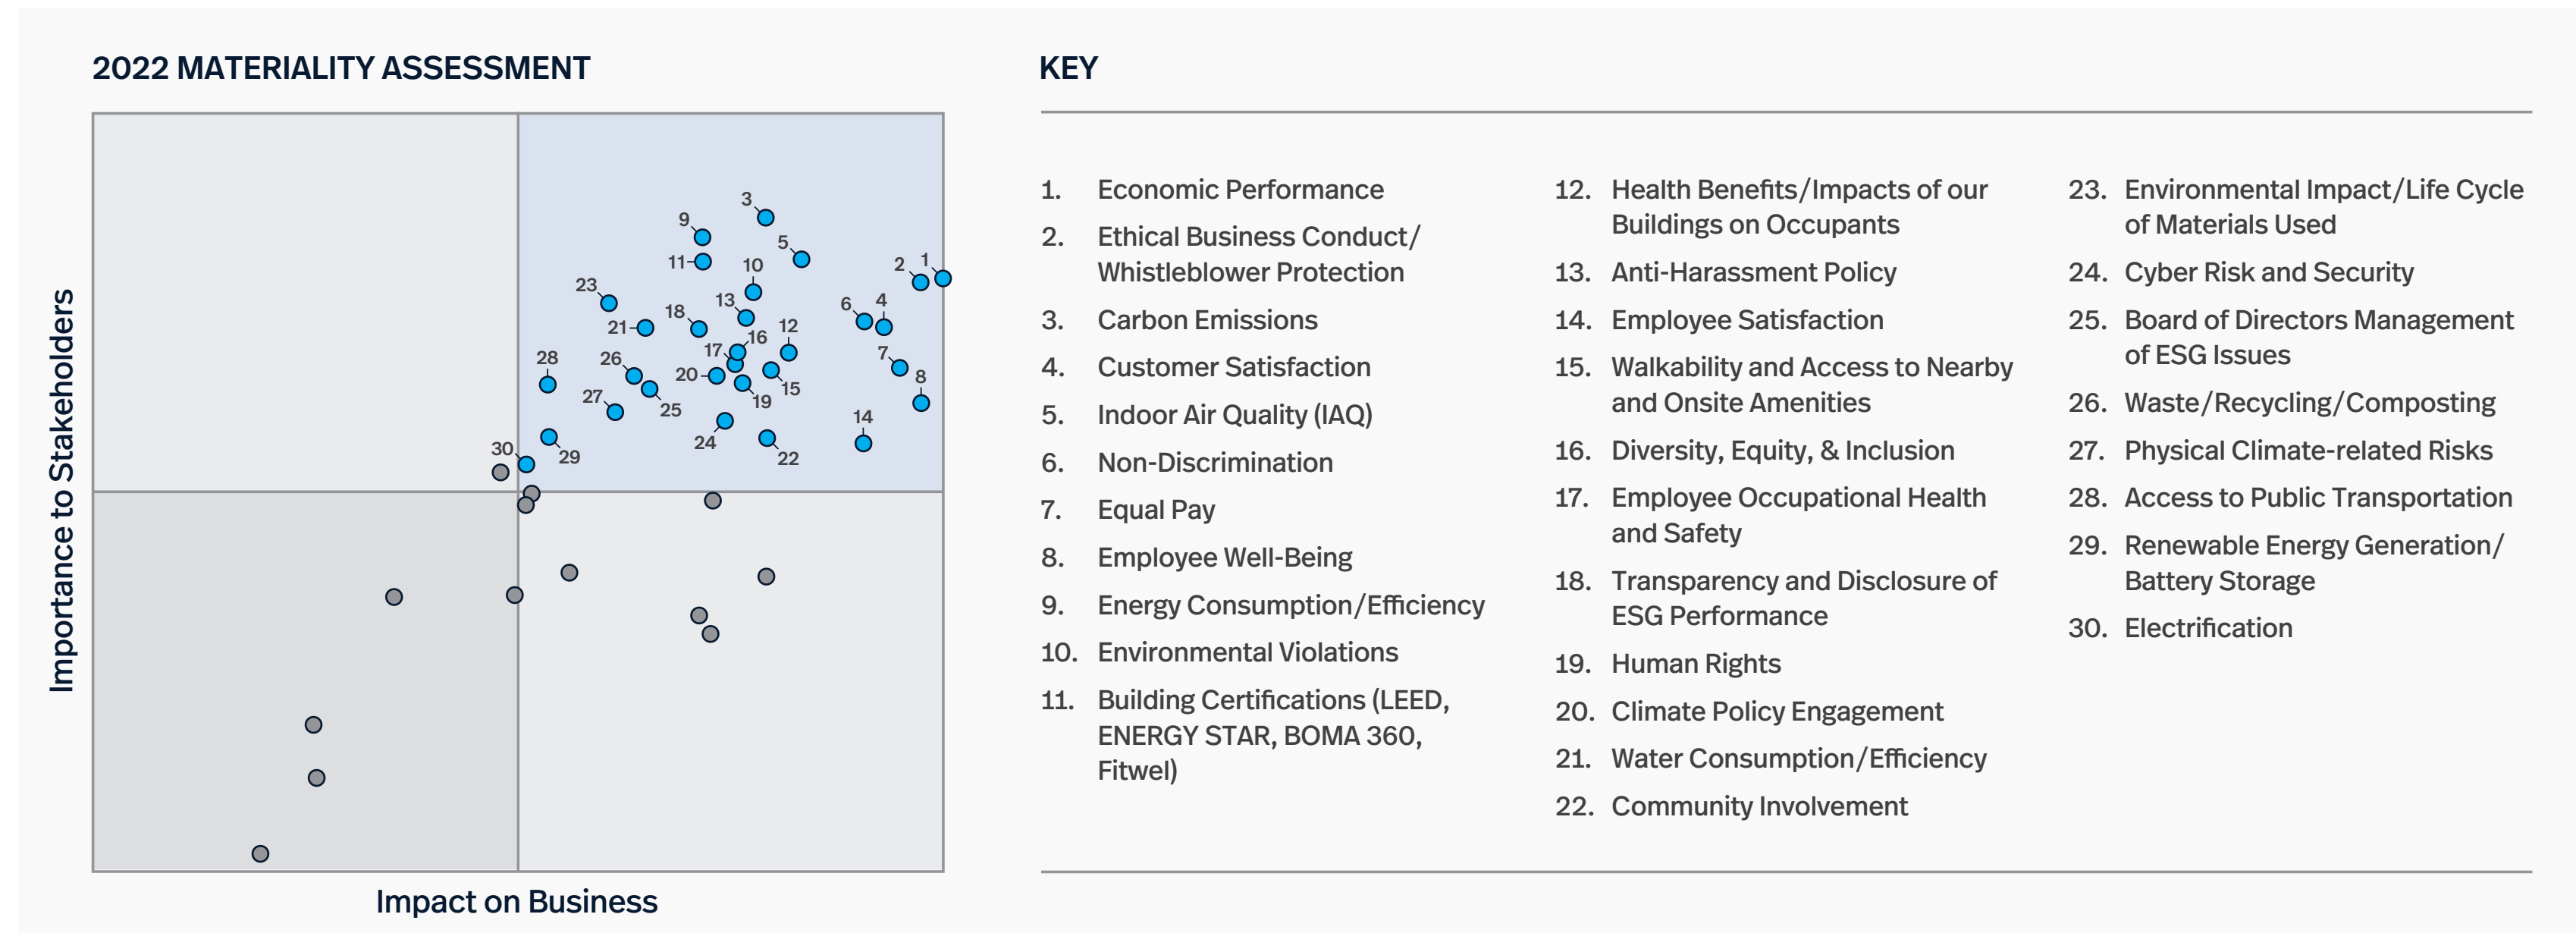 2022 MATERIALITY ASSESSMENT
Importance to Stakeholders
3
9
5
11
10
2
1
23
13
6
4
21
18
16
12
28
26
17
7
20
8
27
25
19
15
24
14
22
30
29
Impact on Business
KEY
1. Economic Performance
2. Ethical Business Conduct/
Whistleblower Protection
3. Carbon Emissions
4. Customer Satisfaction
5. Indoor Air Quality (IAQ)
6. Non-Discrimination
7. Equal Pay
8. Employee Well-Being
9. Energy Consumption/Efficiency
10. Environmental Violations
11. Building Certifications (LEED,
ENERGY STAR, BOMA 360,
Fitwel)
12. Health Benefits/Impacts of our
Buildings on Occupants
13. Anti-Harassment Policy
14. Employee Satisfaction
15. Walkability and Access to Nearby
and Onsite Amenities
16. Diversity, Equity, & Inclusion
17. Employee Occupational Health
and Safety
18. Transparency and Disclosure of
ESG Performance
19. Human Rights
20. Climate Policy Engagement
21. Water Consumption/Efficiency
22. Community Involvement
23. Environmental Impact/Life Cycle
of Materials Used
24. Cyber Risk and Security
25. Board of Directors Management
of ESG Issues
26. Waste/Recycling/Composting
27. Physical Climate-related Risks
28. Access to Public Transportation
29. Renewable Energy Generation/
Battery Storage
30. Electrification